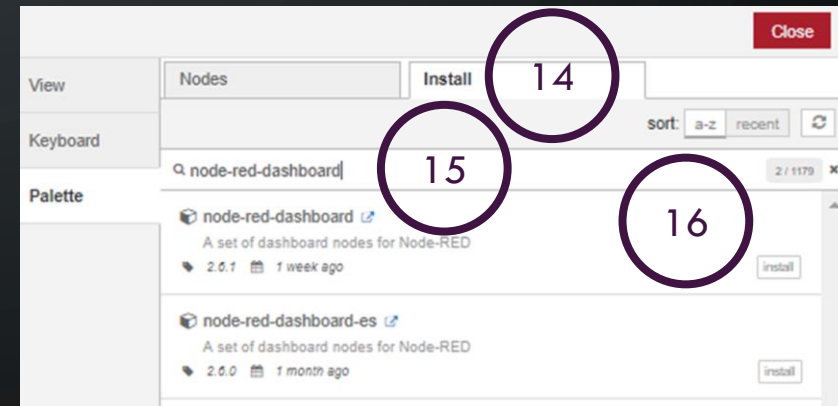 Close
View
Keyboard
Palette
Nodes
Install
14
sort: a-z recent
node-red-dashboard
15
2 / 1179 ×
16
node-red-dashboard
A set of dashboard nodes for Node-RED
2.6.1 1 week ago
install
node-red-dashboard-es
A set of dashboard nodes for Node-RED
2.6.0 1 month ago
install